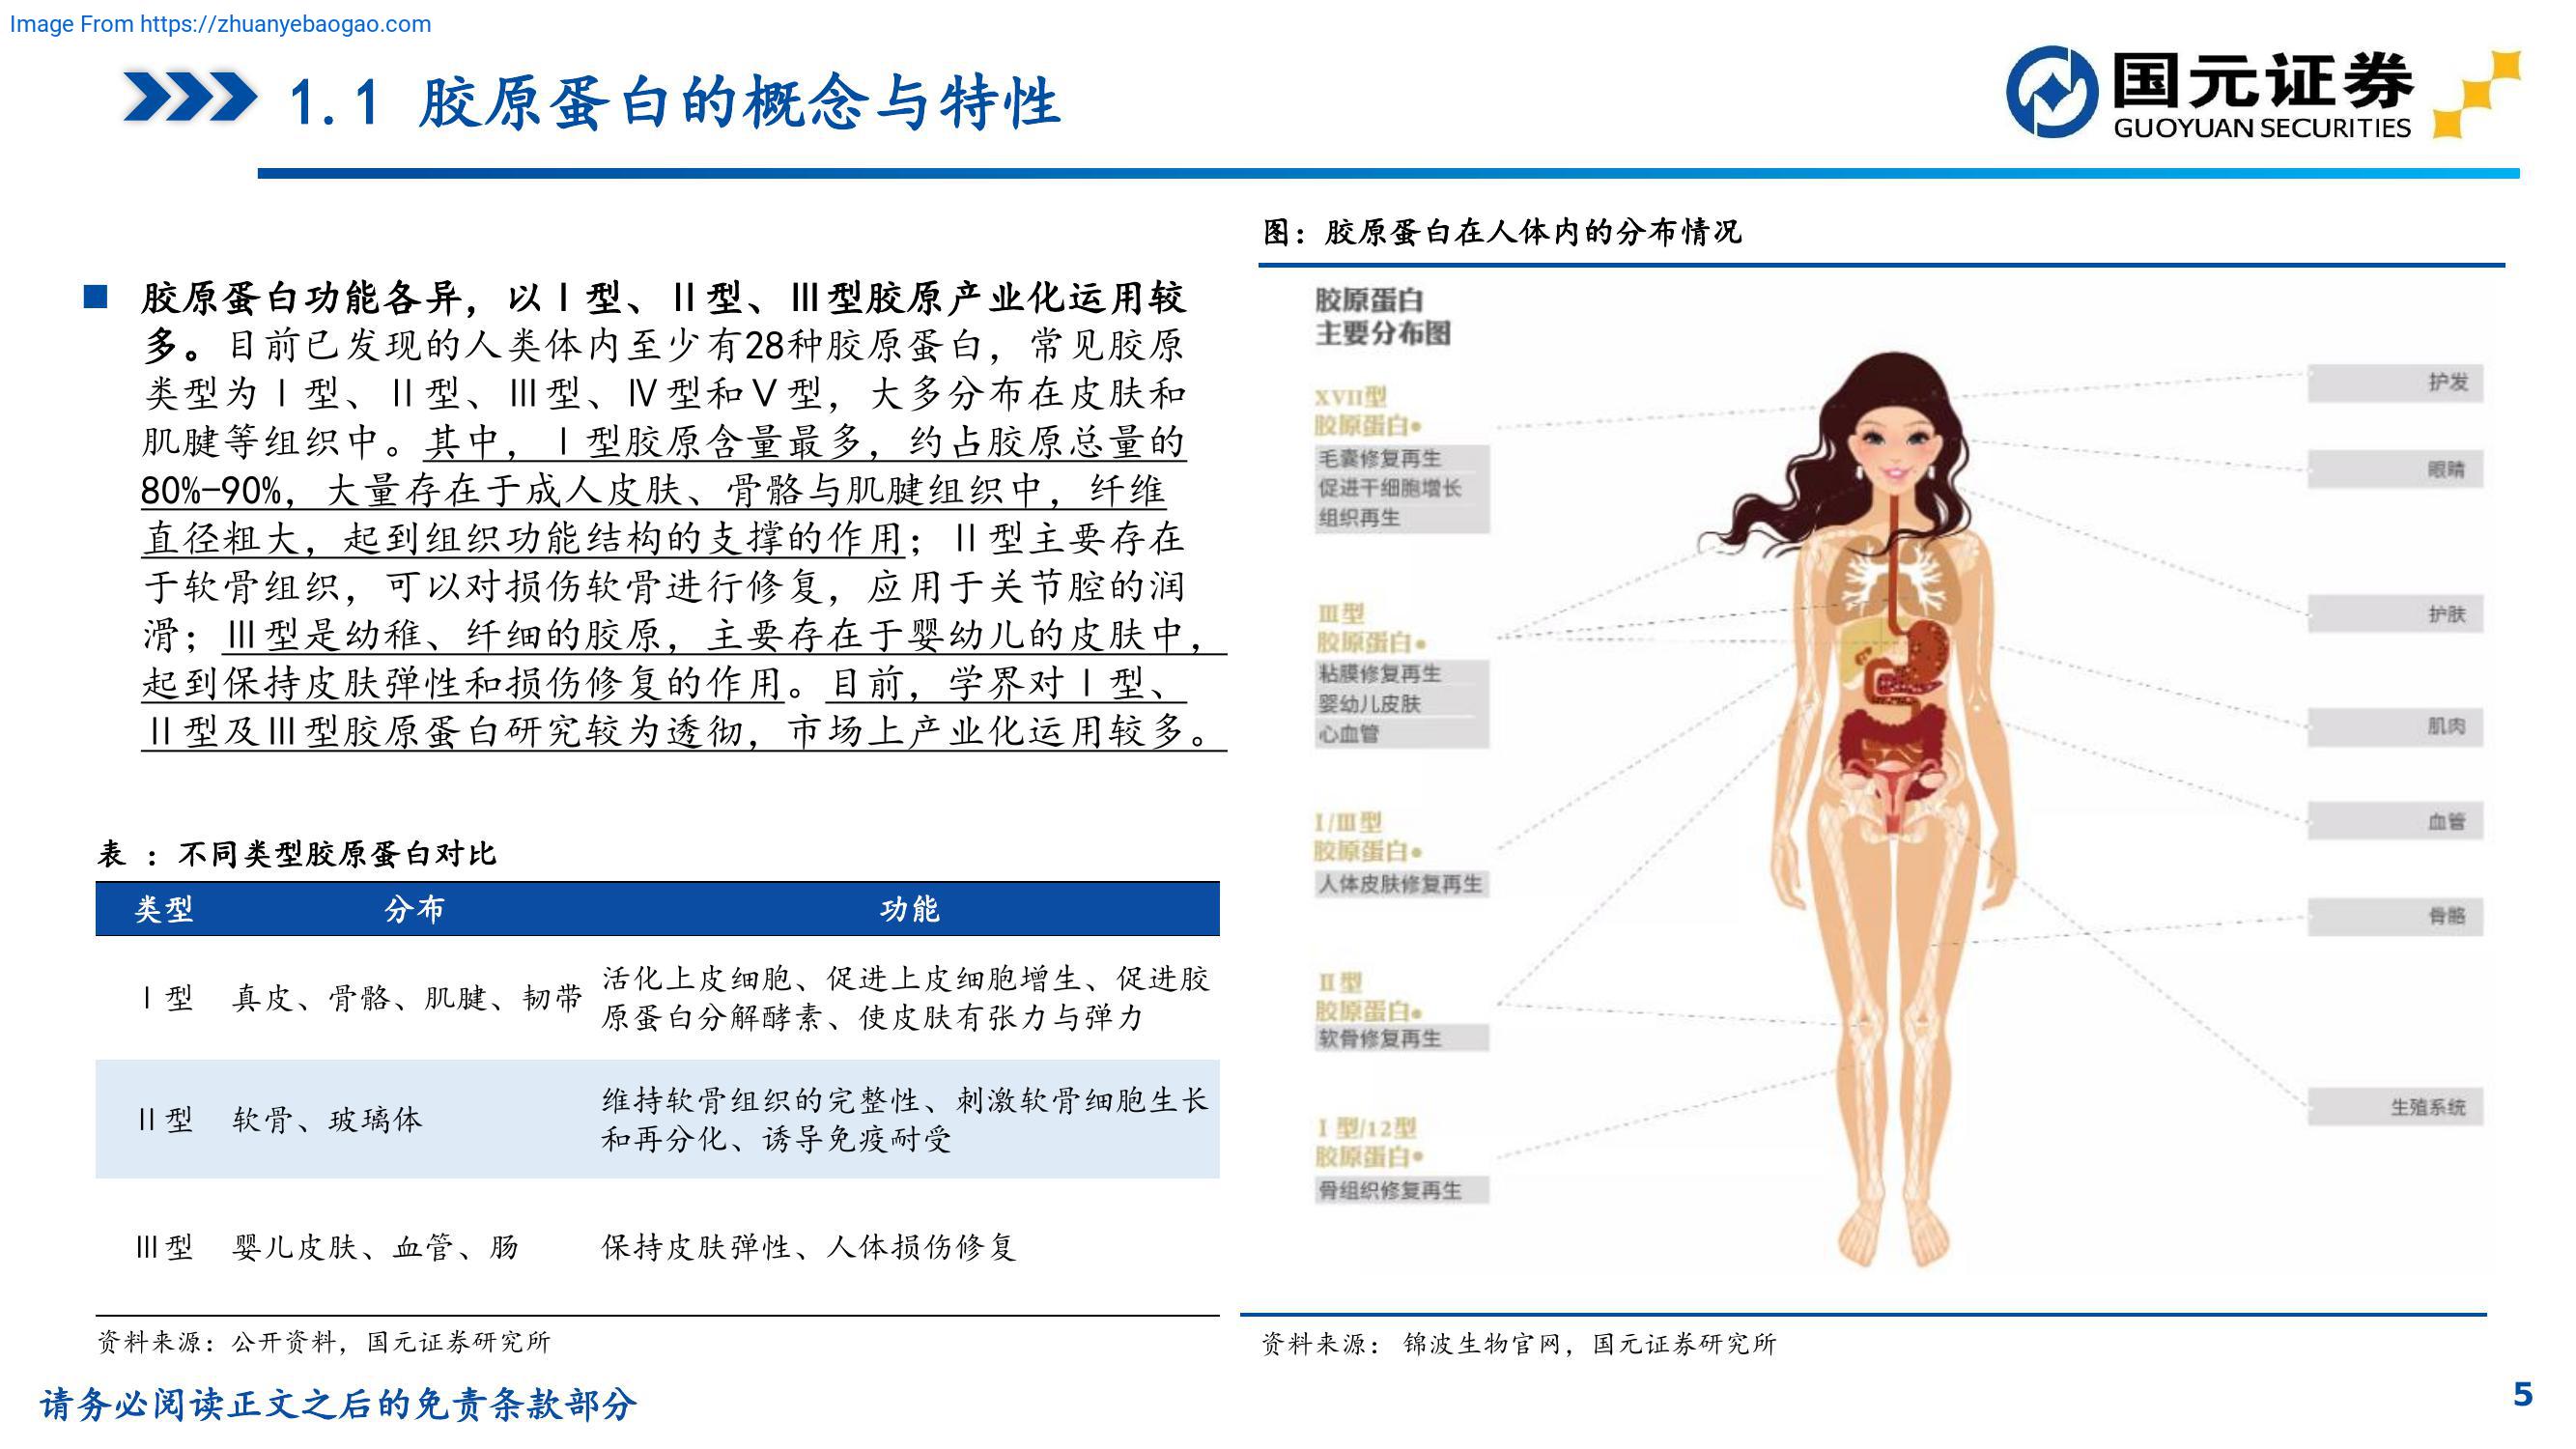 Image From https://zhuanyebaogao.com
1.1 胶原蛋白的概念与特性
国元证券
GUOYUAN SECURITIES
胶原蛋白功能各异，以Ⅰ型、Ⅱ型、Ⅲ型胶原产业化运用较
多。目前已发现的人类体内至少有28种胶原蛋白，常见胶原
类型为Ⅰ型、Ⅱ型、Ⅲ型、Ⅳ型和Ⅴ型，大多分布在皮肤和
肌腱等组织中。其中，Ⅰ型胶原含量最多，约占胶原总量的
80%-90%，大量存在于成人皮肤、骨骼与肌腱组织中，纤维
直径粗大，起到组织功能结构的支撑的作用；Ⅱ型主要存在
于软骨组织，可以对损伤软骨进行修复，应用于关节腔的润
滑；Ⅲ型是幼稚、纤细的胶原，主要存在于婴幼儿的皮肤中，
起到保持皮肤弹性和损伤修复的作用。目前，学界对Ⅰ型、
Ⅱ型及Ⅲ型胶原蛋白研究较为透彻，市场上产业化运用较多。
表 ：不同类型胶原蛋白对比
类型 分布 功能
Ⅰ型 真皮、骨骼、肌腱、韧带 活化上皮细胞、促进上皮细胞增生、促进胶
原蛋白分解酵素、使皮肤有张力与弹力
Ⅱ型 软骨、玻璃体 维持软骨组织的完整性、刺激软骨细胞生长
和再分化、诱导免疫耐受
Ⅲ型 婴儿皮肤、血管、肠 保持皮肤弹性、人体损伤修复
资料来源：公开资料，国元证券研究所
图：胶原蛋白在人体内的分布情况
胶原蛋白
主要分布图
XVII型
胶原蛋白
毛囊修复再生
促进干细胞增长
组织再生
Ⅲ型
胶原蛋白
粘膜修复再生
婴幼儿皮肤
心血管
I/Ⅲ型
胶原蛋白
人体皮肤修复再生
Ⅱ型
胶原蛋白
软骨修复再生
I 型/12型
胶原蛋白
骨组织修复再生
护发
眼睛
护肤
肌肉
血管
骨骼
生殖系统
资料来源： 锦波生物官网，国元证券研究所
请务必阅读正文之后的免责条款部分
5